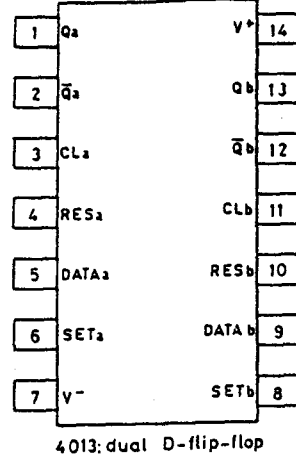 1 Qa V+ 14
2 Q̅a Qb 13
3 CLa Q̅b 12
4 RESa CLb 11
5 DATAa RESb 10
6 SETa DATAb 9
7 V⁻ SETb 8
4013: dual D-flip-flop